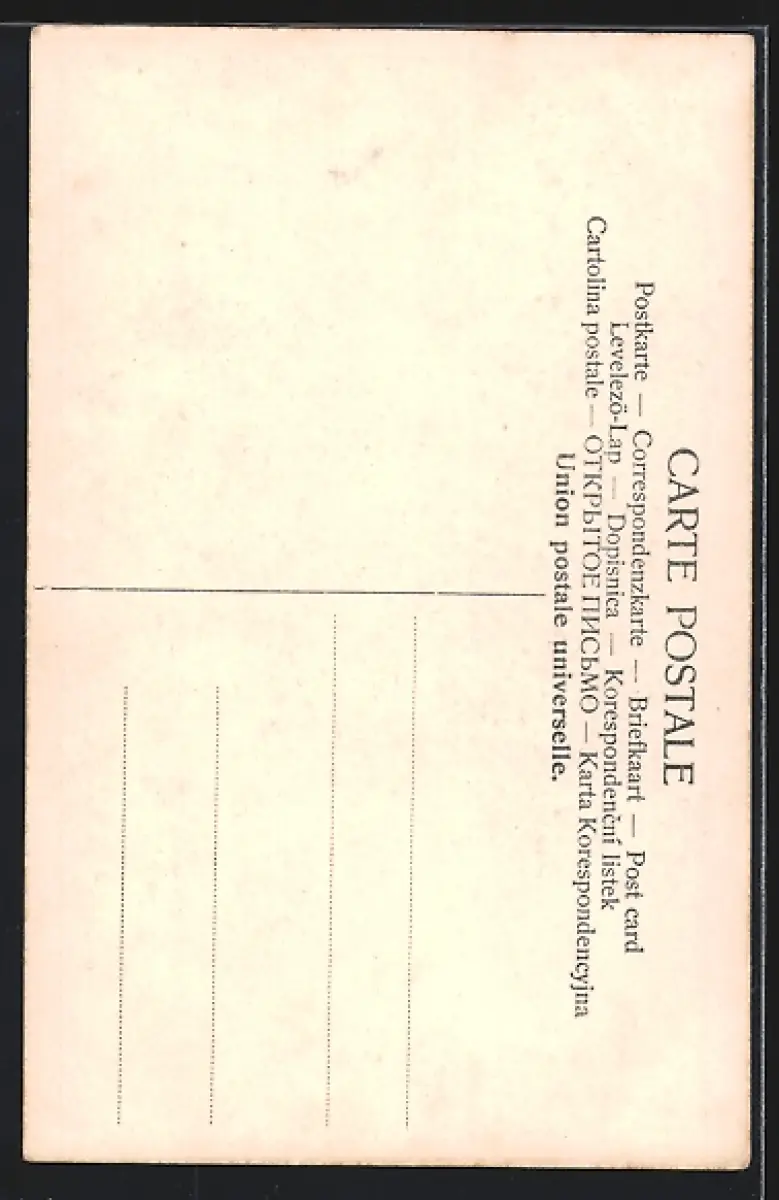 CARTE POSTALE
Postkarte — Correspondenzkarte — Briefkaart — Post card
Levelezö-Lap — Dopisnica — Korespondenční listek
Cartolina postale — ОТКРЫТОЕ ПИСЬМО — Karta Korespondencyjna
Union postale universelle.